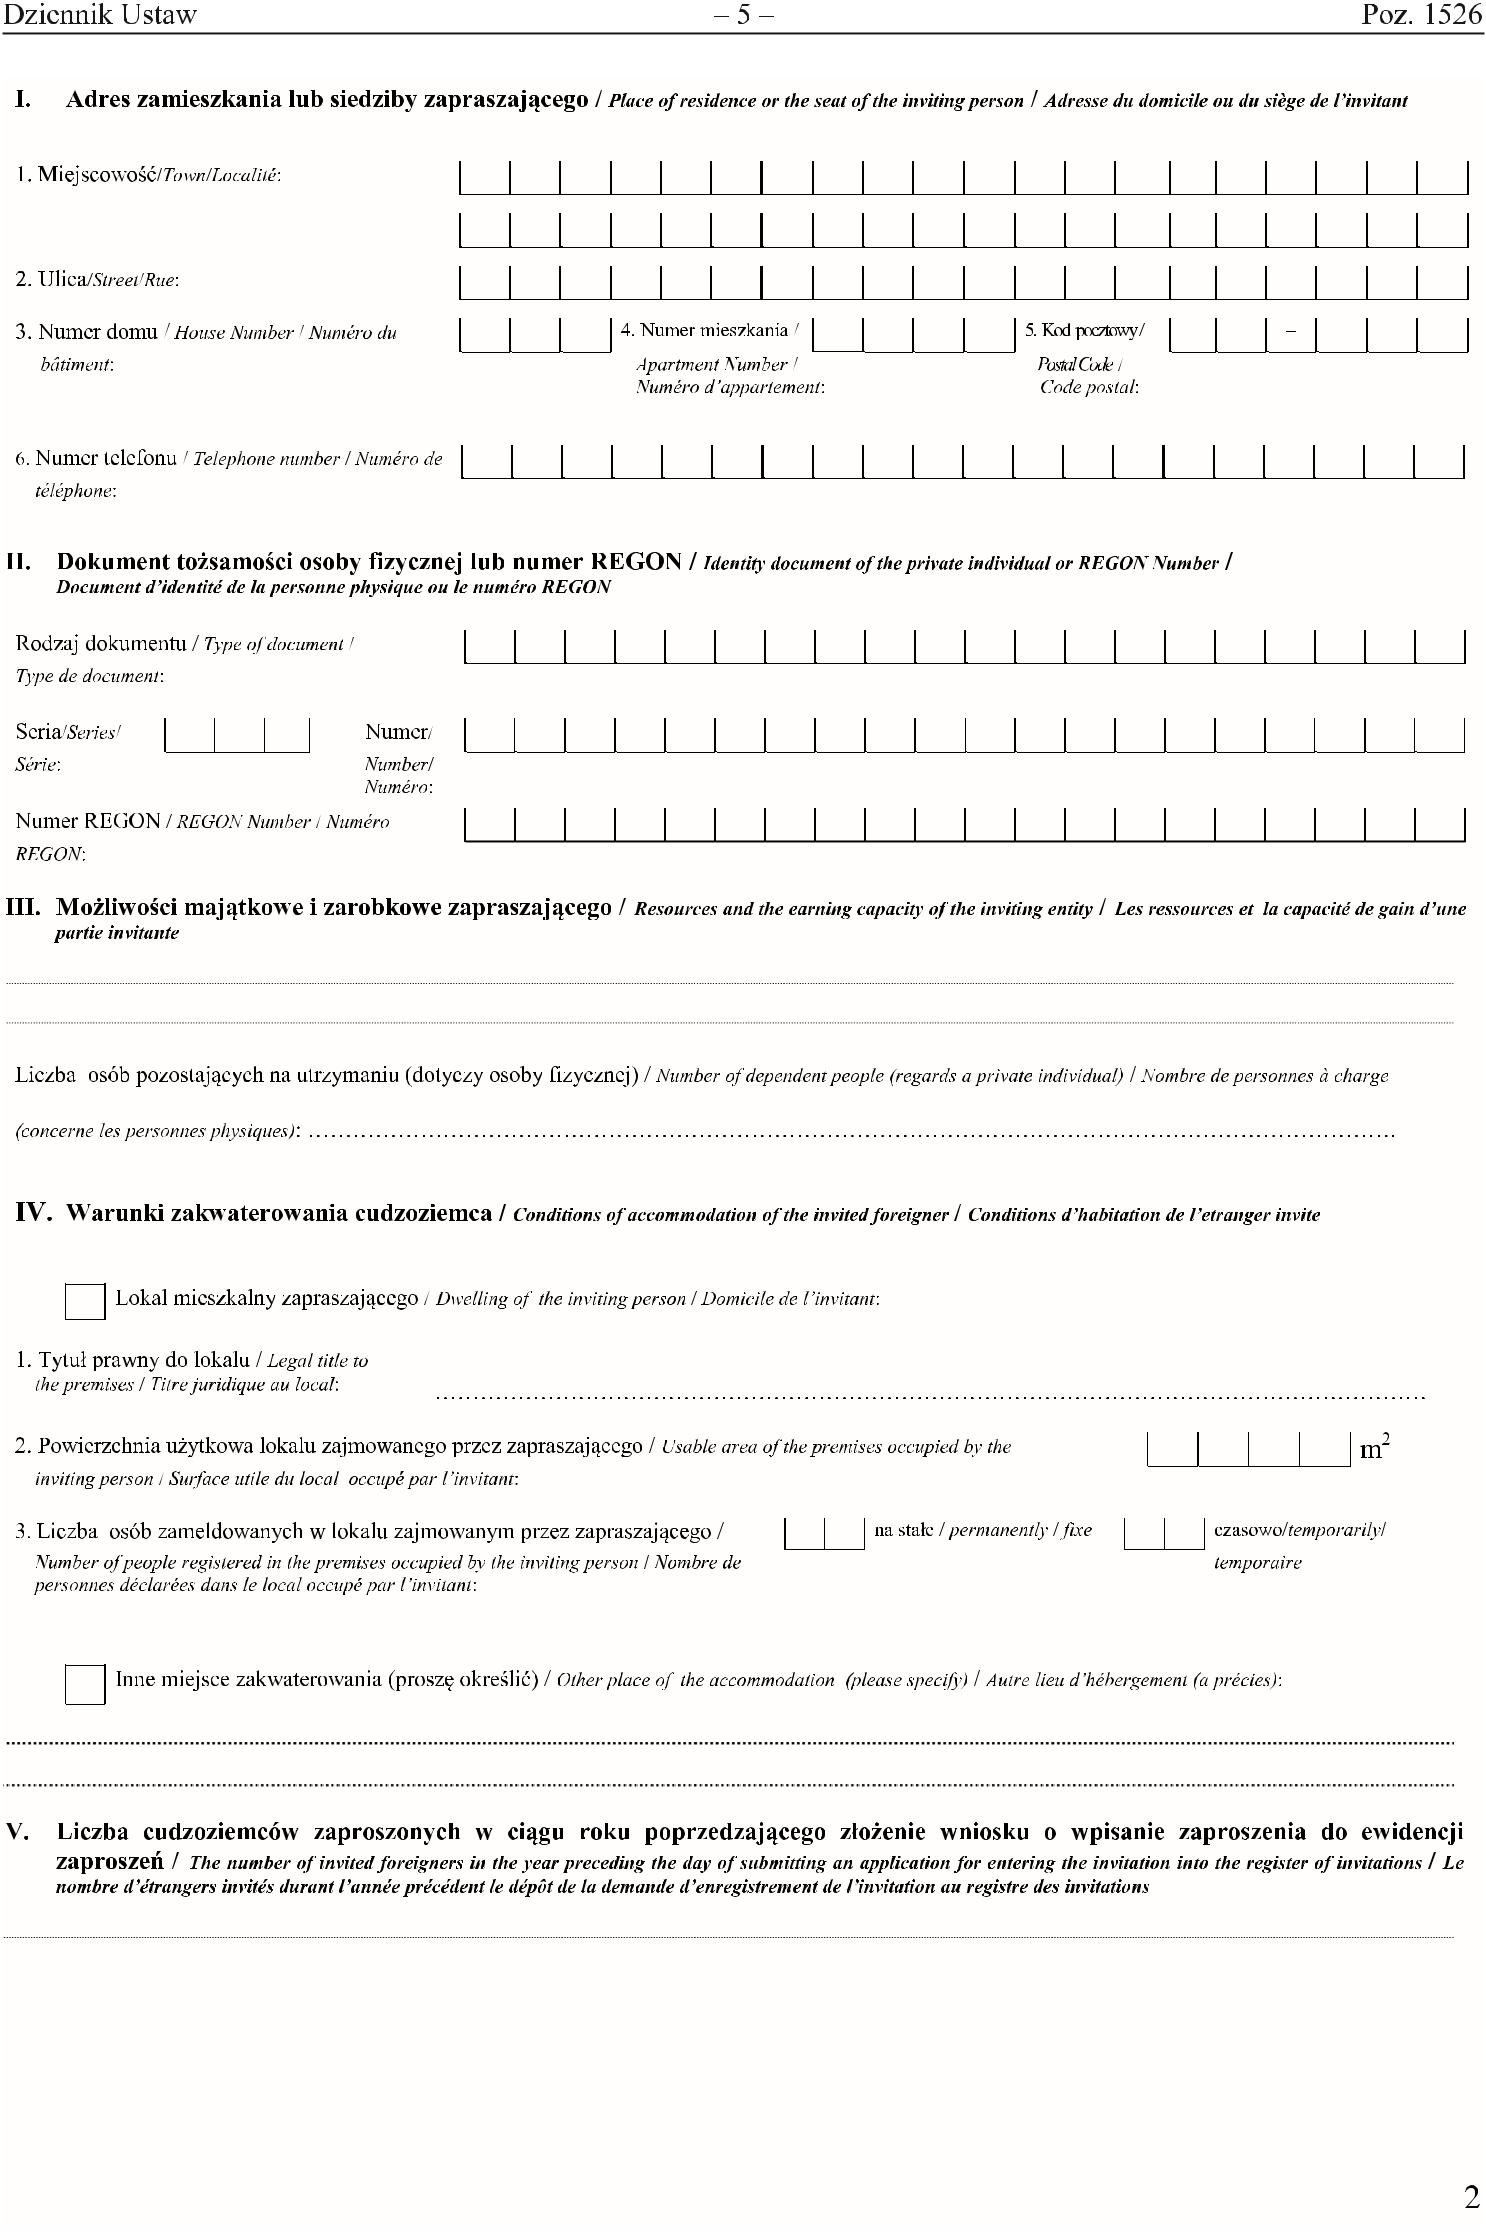 Dziennik Ustaw – 5 – Poz. 1526
I. Adres zamieszkania lub siedziby zapraszającego / Place of residence or the seat of the inviting person / Adresse du domicile ou du siège de l’invitant
1. Miejscowość/Town/Localité:
2. Ulica/Street/Rue:
3. Numer domu / House Number / Numéro du 4. Numer mieszkania / 5. Kod pocztowy/ –
bâtiment: Apartment Number / Postal Code /
Numéro d’appartement: Code postal:
6. Numer telefonu / Telephone number / Numéro de
téléphone:
II. Dokument tożsamości osoby fizycznej lub numer REGON / Identity document of the private individual or REGON Number /
Document d’identité de la personne physique ou le numéro REGON
Rodzaj dokumentu / Type of document /
Type de document:
Seria/Series/ Numer/
Série: Number/
Numéro:
Numer REGON / REGON Number / Numéro
REGON:
III. Możliwości majątkowe i zarobkowe zapraszającego / Resources and the earning capacity of the inviting entity / Les ressources et la capacité de gain d’une
partie invitante
Liczba osób pozostających na utrzymaniu (dotyczy osoby fizycznej) / Number of dependent people (regards a private individual) / Nombre de personnes à charge
(concerne les personnes physiques):
IV. Warunki zakwaterowania cudzoziemca / Conditions of accommodation of the invited foreigner / Conditions d’habitation de l’etranger invite
Lokal mieszkalny zapraszającego / Dwelling of the inviting person / Domicile de l’invitant:
1. Tytuł prawny do lokalu / Legal title to
the premises / Titre juridique au local:
2. Powierzchnia użytkowa lokalu zajmowanego przez zapraszającego / Usable area of the premises occupied by the m²
inviting person / Surface utile du local occupé par l’invitant:
3. Liczba osób zameldowanych w lokalu zajmowanym przez zapraszającego / na stałe / permanently / fixe czasowo/temporarily/
Number of people registered in the premises occupied by the inviting person / Nombre de temporaire
personnes déclarées dans le local occupé par l’invitant:
Inne miejsce zakwaterowania (proszę określić) / Other place of the accommodation (please specify) / Autre lieu d’hébergement (a précies):
V. Liczba cudzoziemców zaproszonych w ciągu roku poprzedzającego złożenie wniosku o wpisanie zaproszenia do ewidencji
zaproszeń / The number of invited foreigners in the year preceding the day of submitting an application for entering the invitation into the register of invitations / Le
nombre d’étrangers invités durant l’année précédent le dépôt de la demande d’enregistrement de l’invitation au registre des invitations
2